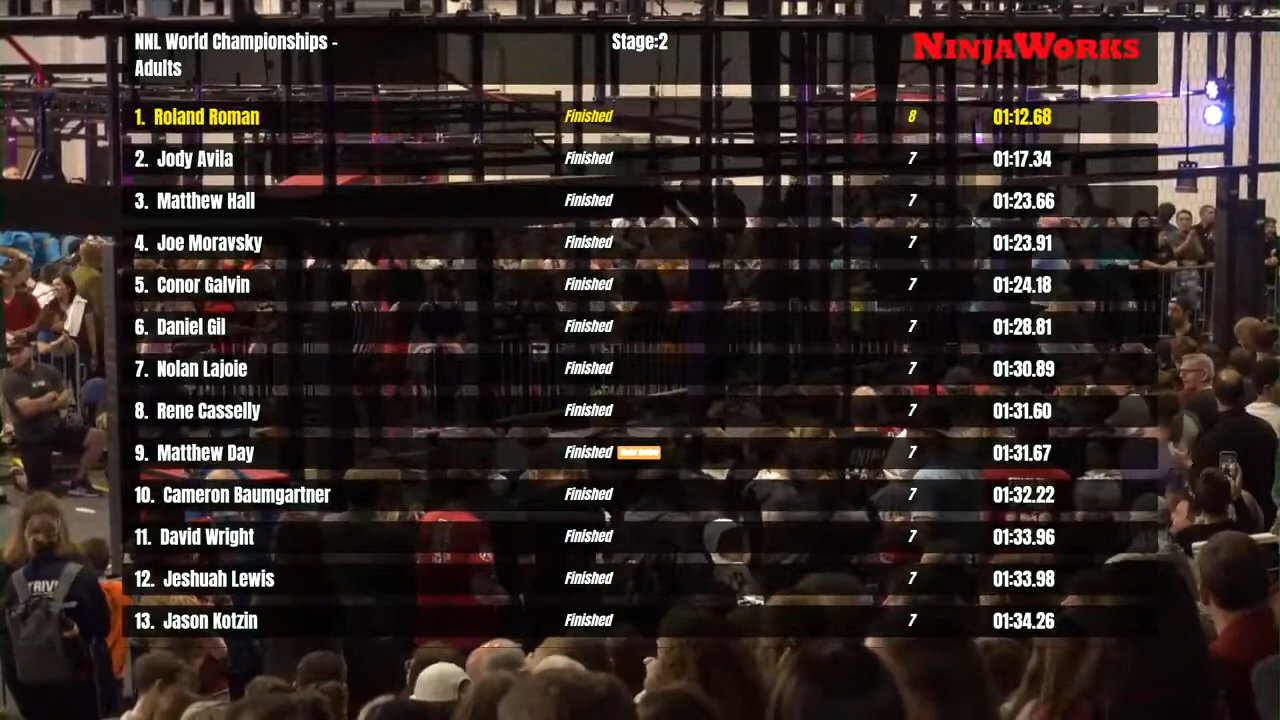 NNL World Championships -
Adults
Stage:2
NINJAWORKS
1. Roland Roman Finished 8 01:12.68
2. Jody Avila Finished 7 01:17.34
3. Matthew Hall Finished 7 01:23.66
4. Joe Moravsky Finished 7 01:23.91
5. Conor Galvin Finished 7 01:24.18
6. Daniel Gil Finished 7 01:28.81
7. Nolan Lajoie Finished 7 01:30.89
8. Rene Casselly Finished 7 01:31.60
9. Matthew Day Finished 7 01:31.67
10. Cameron Baumgartner Finished 7 01:32.22
11. David Wright Finished 7 01:33.96
12. Jeshuah Lewis Finished 7 01:33.98
13. Jason Kotzin Finished 7 01:34.26